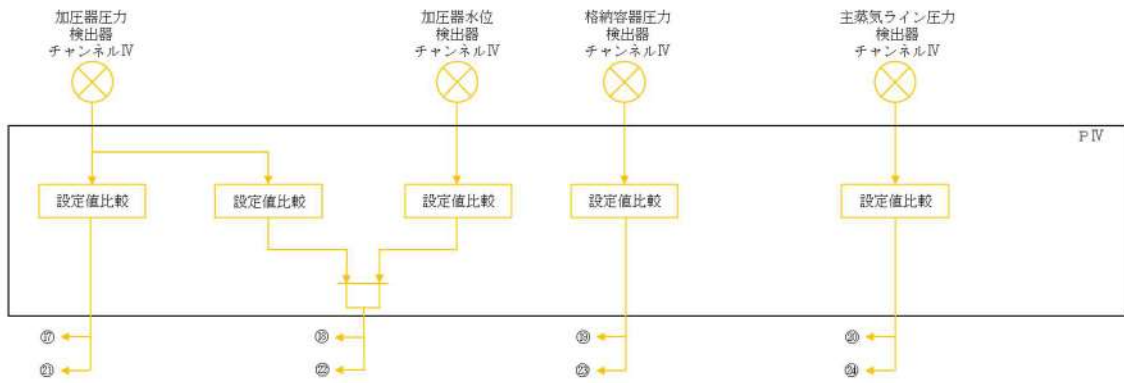 加圧器圧力
検出器
チャンネルⅣ
加圧器水位
検出器
チャンネルⅣ
格納容器圧力
検出器
チャンネルⅣ
主蒸気ライン圧力
検出器
チャンネルⅣ
PⅣ
設定値比較
設定値比較
設定値比較
設定値比較
設定値比較
⑰
⑱
⑲
⑳
㉑
㉒
㉓
㉔